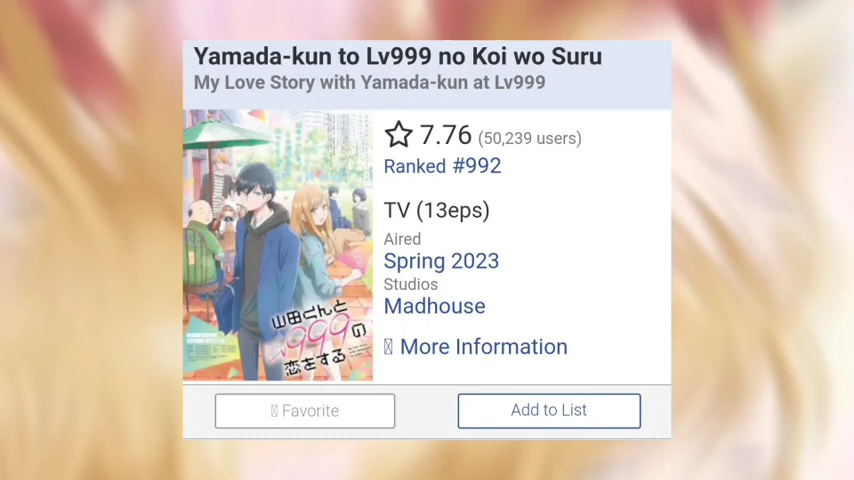 Yamada-kun to Lv999 no Koi wo Suru
My Love Story with Yamada-kun at Lv999
7.76 (50,239 users)
Ranked #992
TV (13eps)
Aired
Spring 2023
Studios
Madhouse
More Information
山田くんと
Lv999の
恋をする
Favorite
Add to List